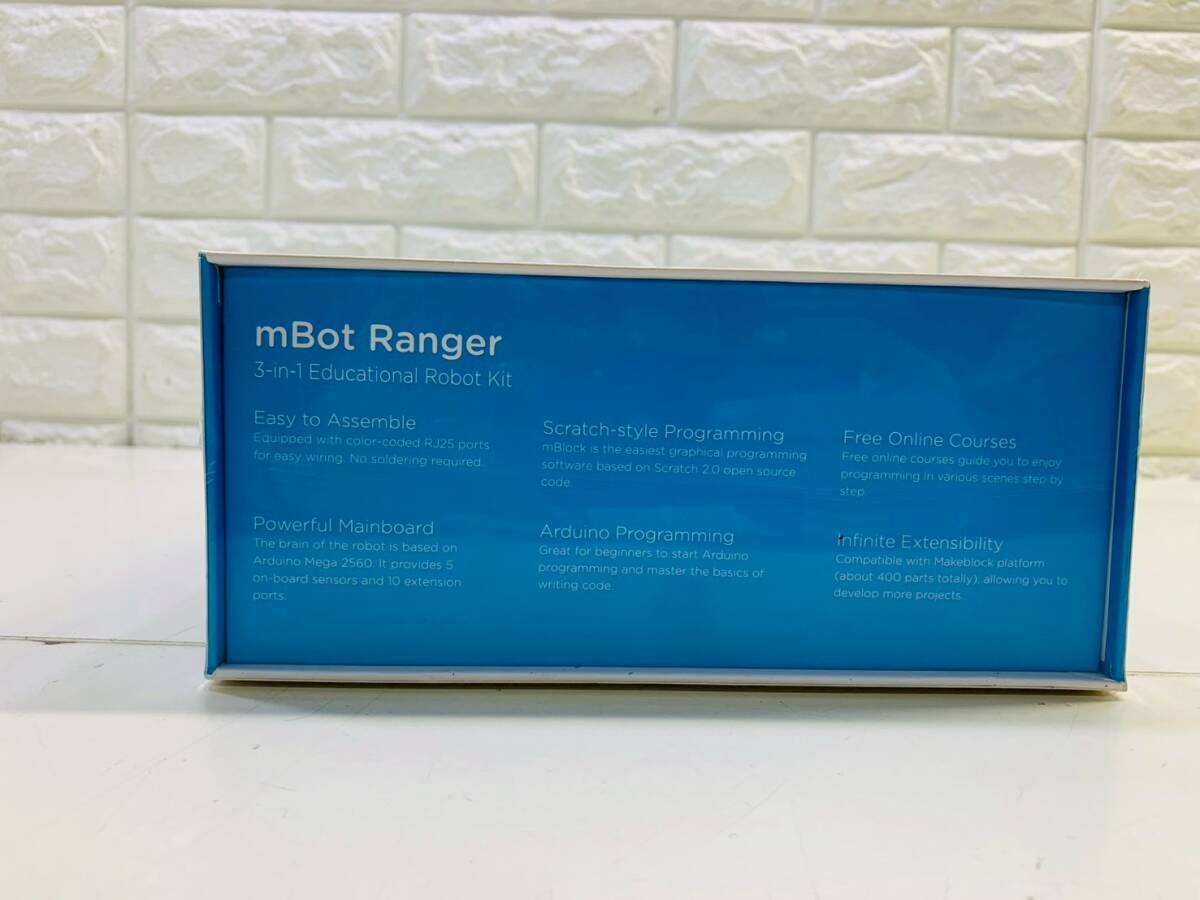 mBot Ranger
3-in-1 Educational Robot Kit
Easy to Assemble
Equipped with color-coded RJ25 ports
for easy wiring. No soldering required.
Scratch-style Programming
mBlock is the easiest graphical programming
software based on Scratch 2.0 open source
code.
Free Online Courses
Free online courses guide you to enjoy
programming in various scenes step by
step.
Powerful Mainboard
The brain of the robot is based on
Arduino Mega 2560. It provides 5
on-board sensors and 10 extension
ports.
Arduino Programming
Great for beginners to start Arduino
programming and master the basics of
writing code.
Infinite Extensibility
Compatible with Makeblock platform
(about 400 parts totally), allowing you to
develop more projects.